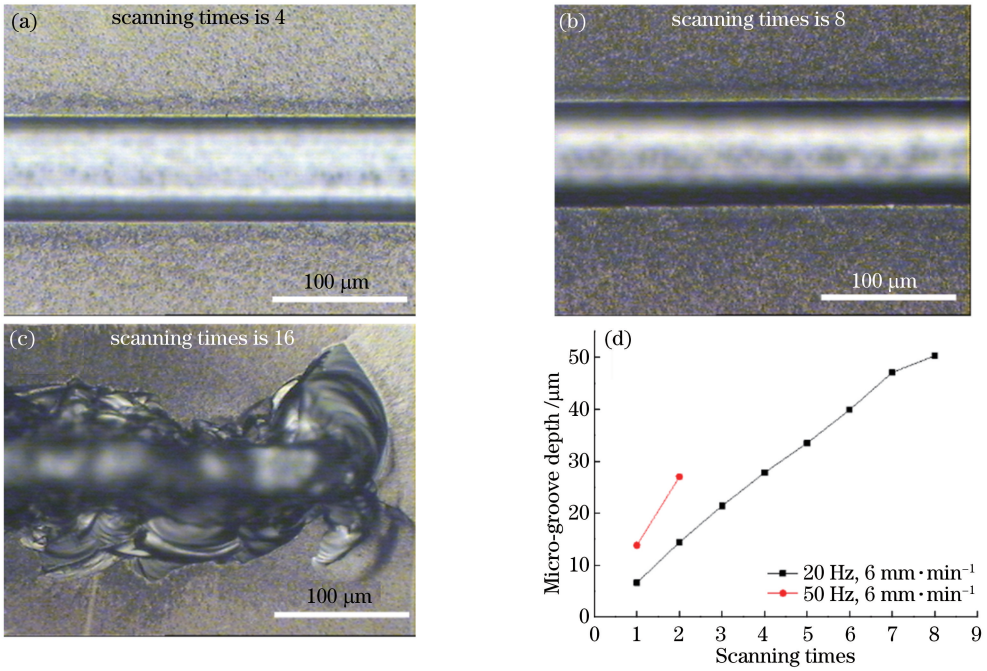 (a) scanning times is 4
100 μm
(b) scanning times is 8
100 μm
(c) scanning times is 16
100 μm
(d)
Micro-groove depth /μm
50
40
30
20
10
0
0 1 2 3 4 5 6 7 8 9
Scanning times
20 Hz, 6 mm·min⁻¹
50 Hz, 6 mm·min⁻¹